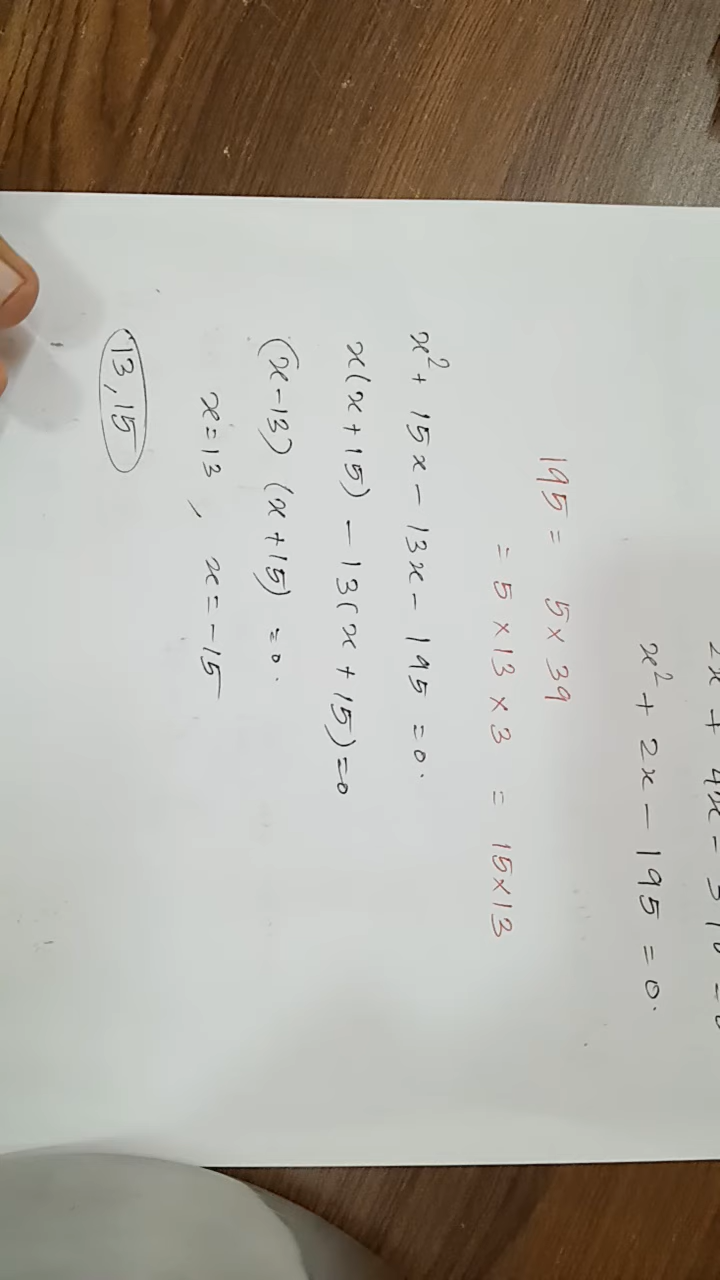 x² + 2x - 195 = 0.
195 = 5 × 39
= 5 × 13 × 3 = 15×13
x² + 15x - 13x - 195 = 0.
x(x + 15) - 13(x + 15) = 0
(x - 13) (x + 15) = 0.
x = 13 , x = -15
13, 15